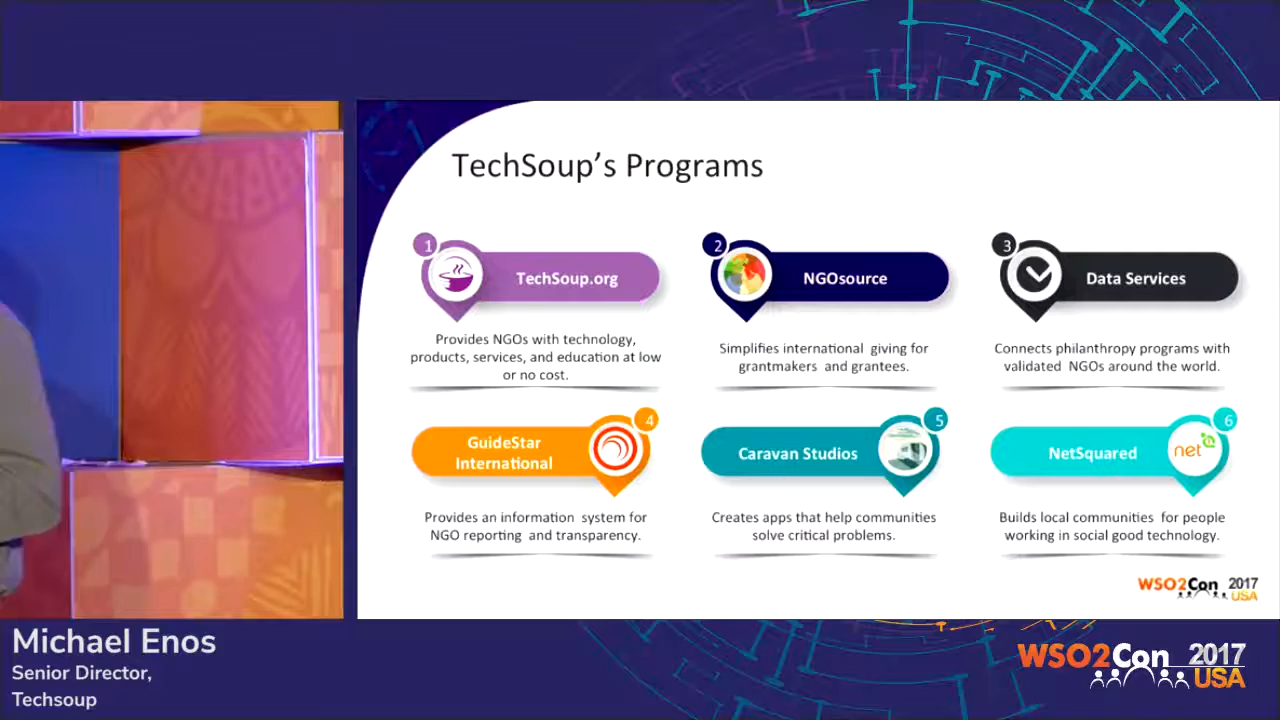 TechSoup's Programs
1
TechSoup.org
Provides NGOs with technology,
products, services, and education at low
or no cost.
2
NGOsource
Simplifies international giving for
grantmakers and grantees.
3
Data Services
Connects philanthropy programs with
validated NGOs around the world.
4
GuideStar
International
Provides an information system for
NGO reporting and transparency.
5
Caravan Studios
Creates apps that help communities
solve critical problems.
6
NetSquared
net
Builds local communities for people
working in social good technology.
WSO2Con 2017
USA
Michael Enos
Senior Director,
Techsoup
WSO2Con 2017
USA